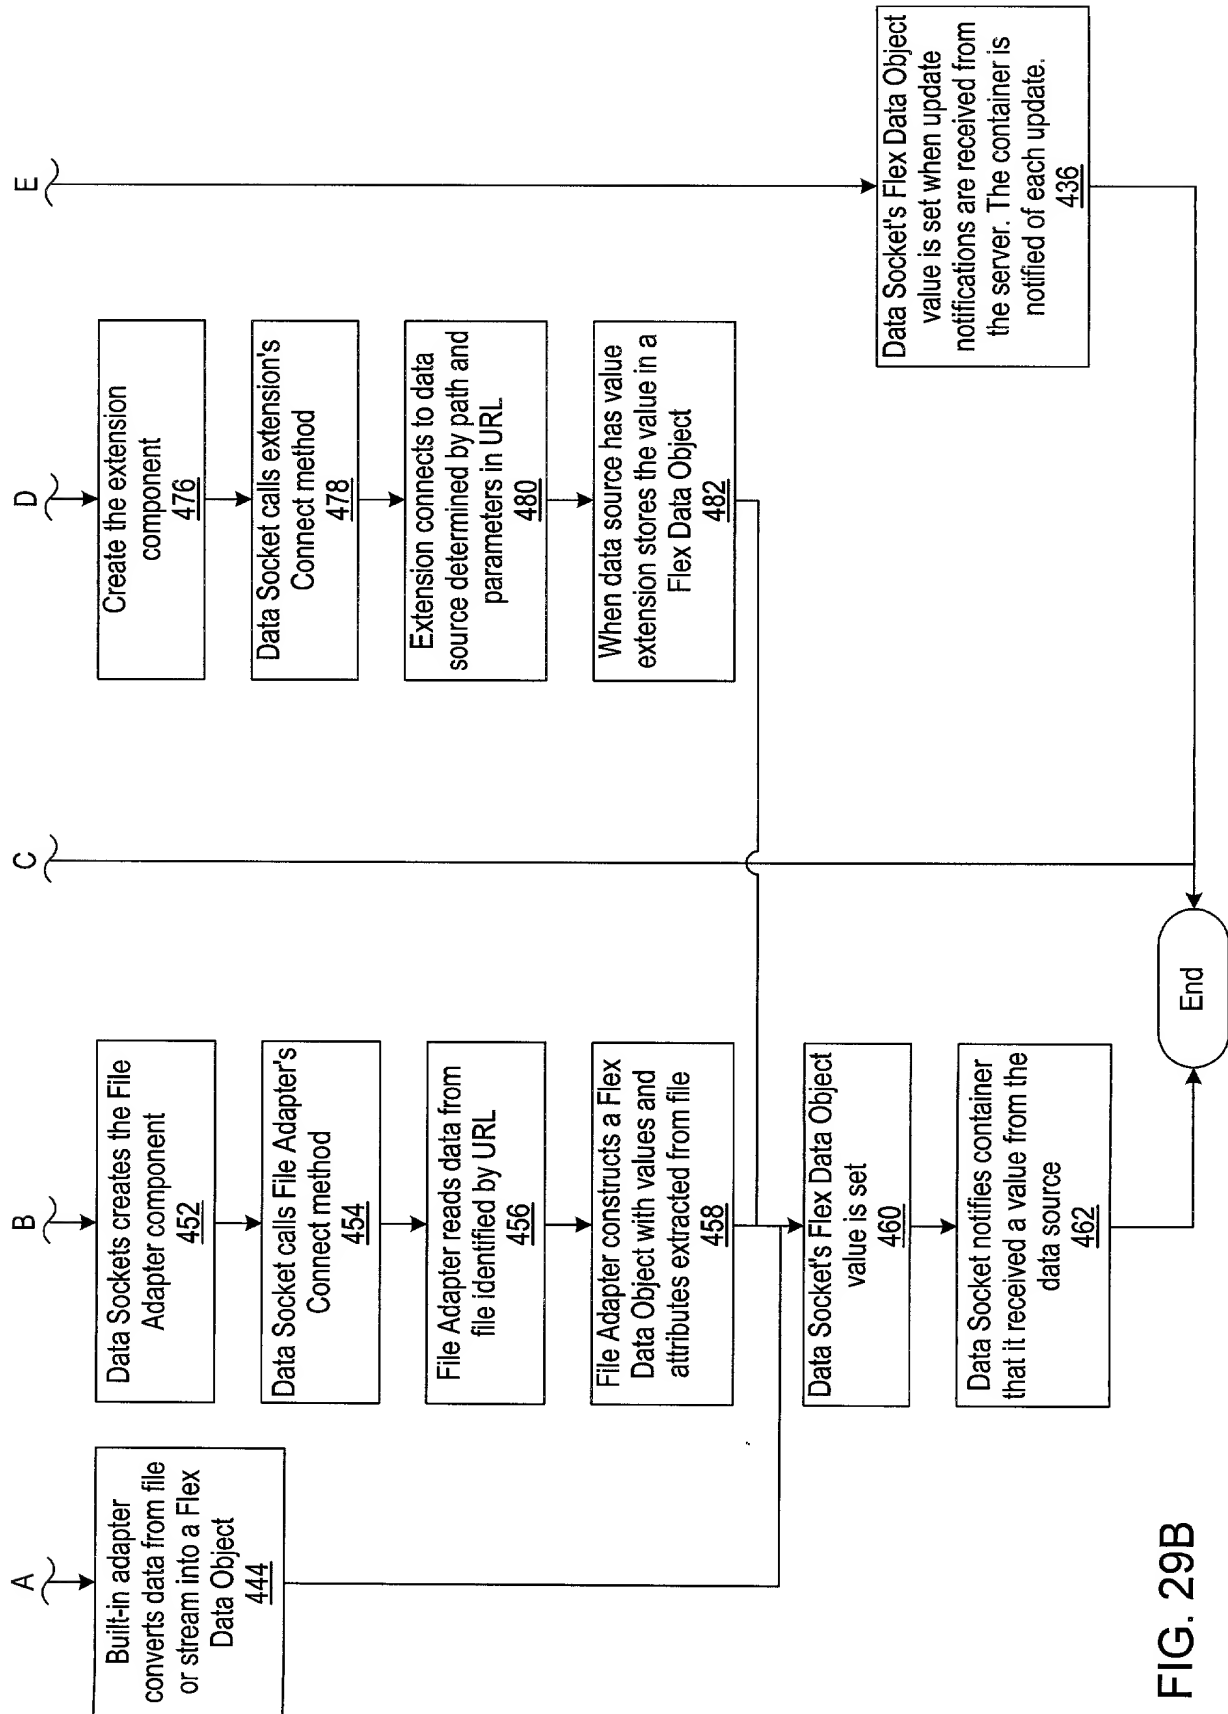 A
Built-in adapter
converts data from file
or stream into a Flex
Data Object
444
B
Data Sockets creates the File
Adapter component
452
Data Socket calls File Adapter's
Connect method
454
File Adapter reads data from
file identified by URL
456
File Adapter constructs a Flex
Data Object with values and
attributes extracted from file
458
Data Socket's Flex Data Object
value is set
460
Data Socket notifies container
that it received a value from the
data source
462
C
D
Create the extension
component
476
Data Socket calls extension's
Connect method
478
Extension connects to data
source determined by path and
parameters in URL
480
When data source has value
extension stores the value in a
Flex Data Object
482
E
Data Socket's Flex Data Object
value is set when update
notifications are received from
the server. The container is
notified of each update.
436
End
FIG. 29B